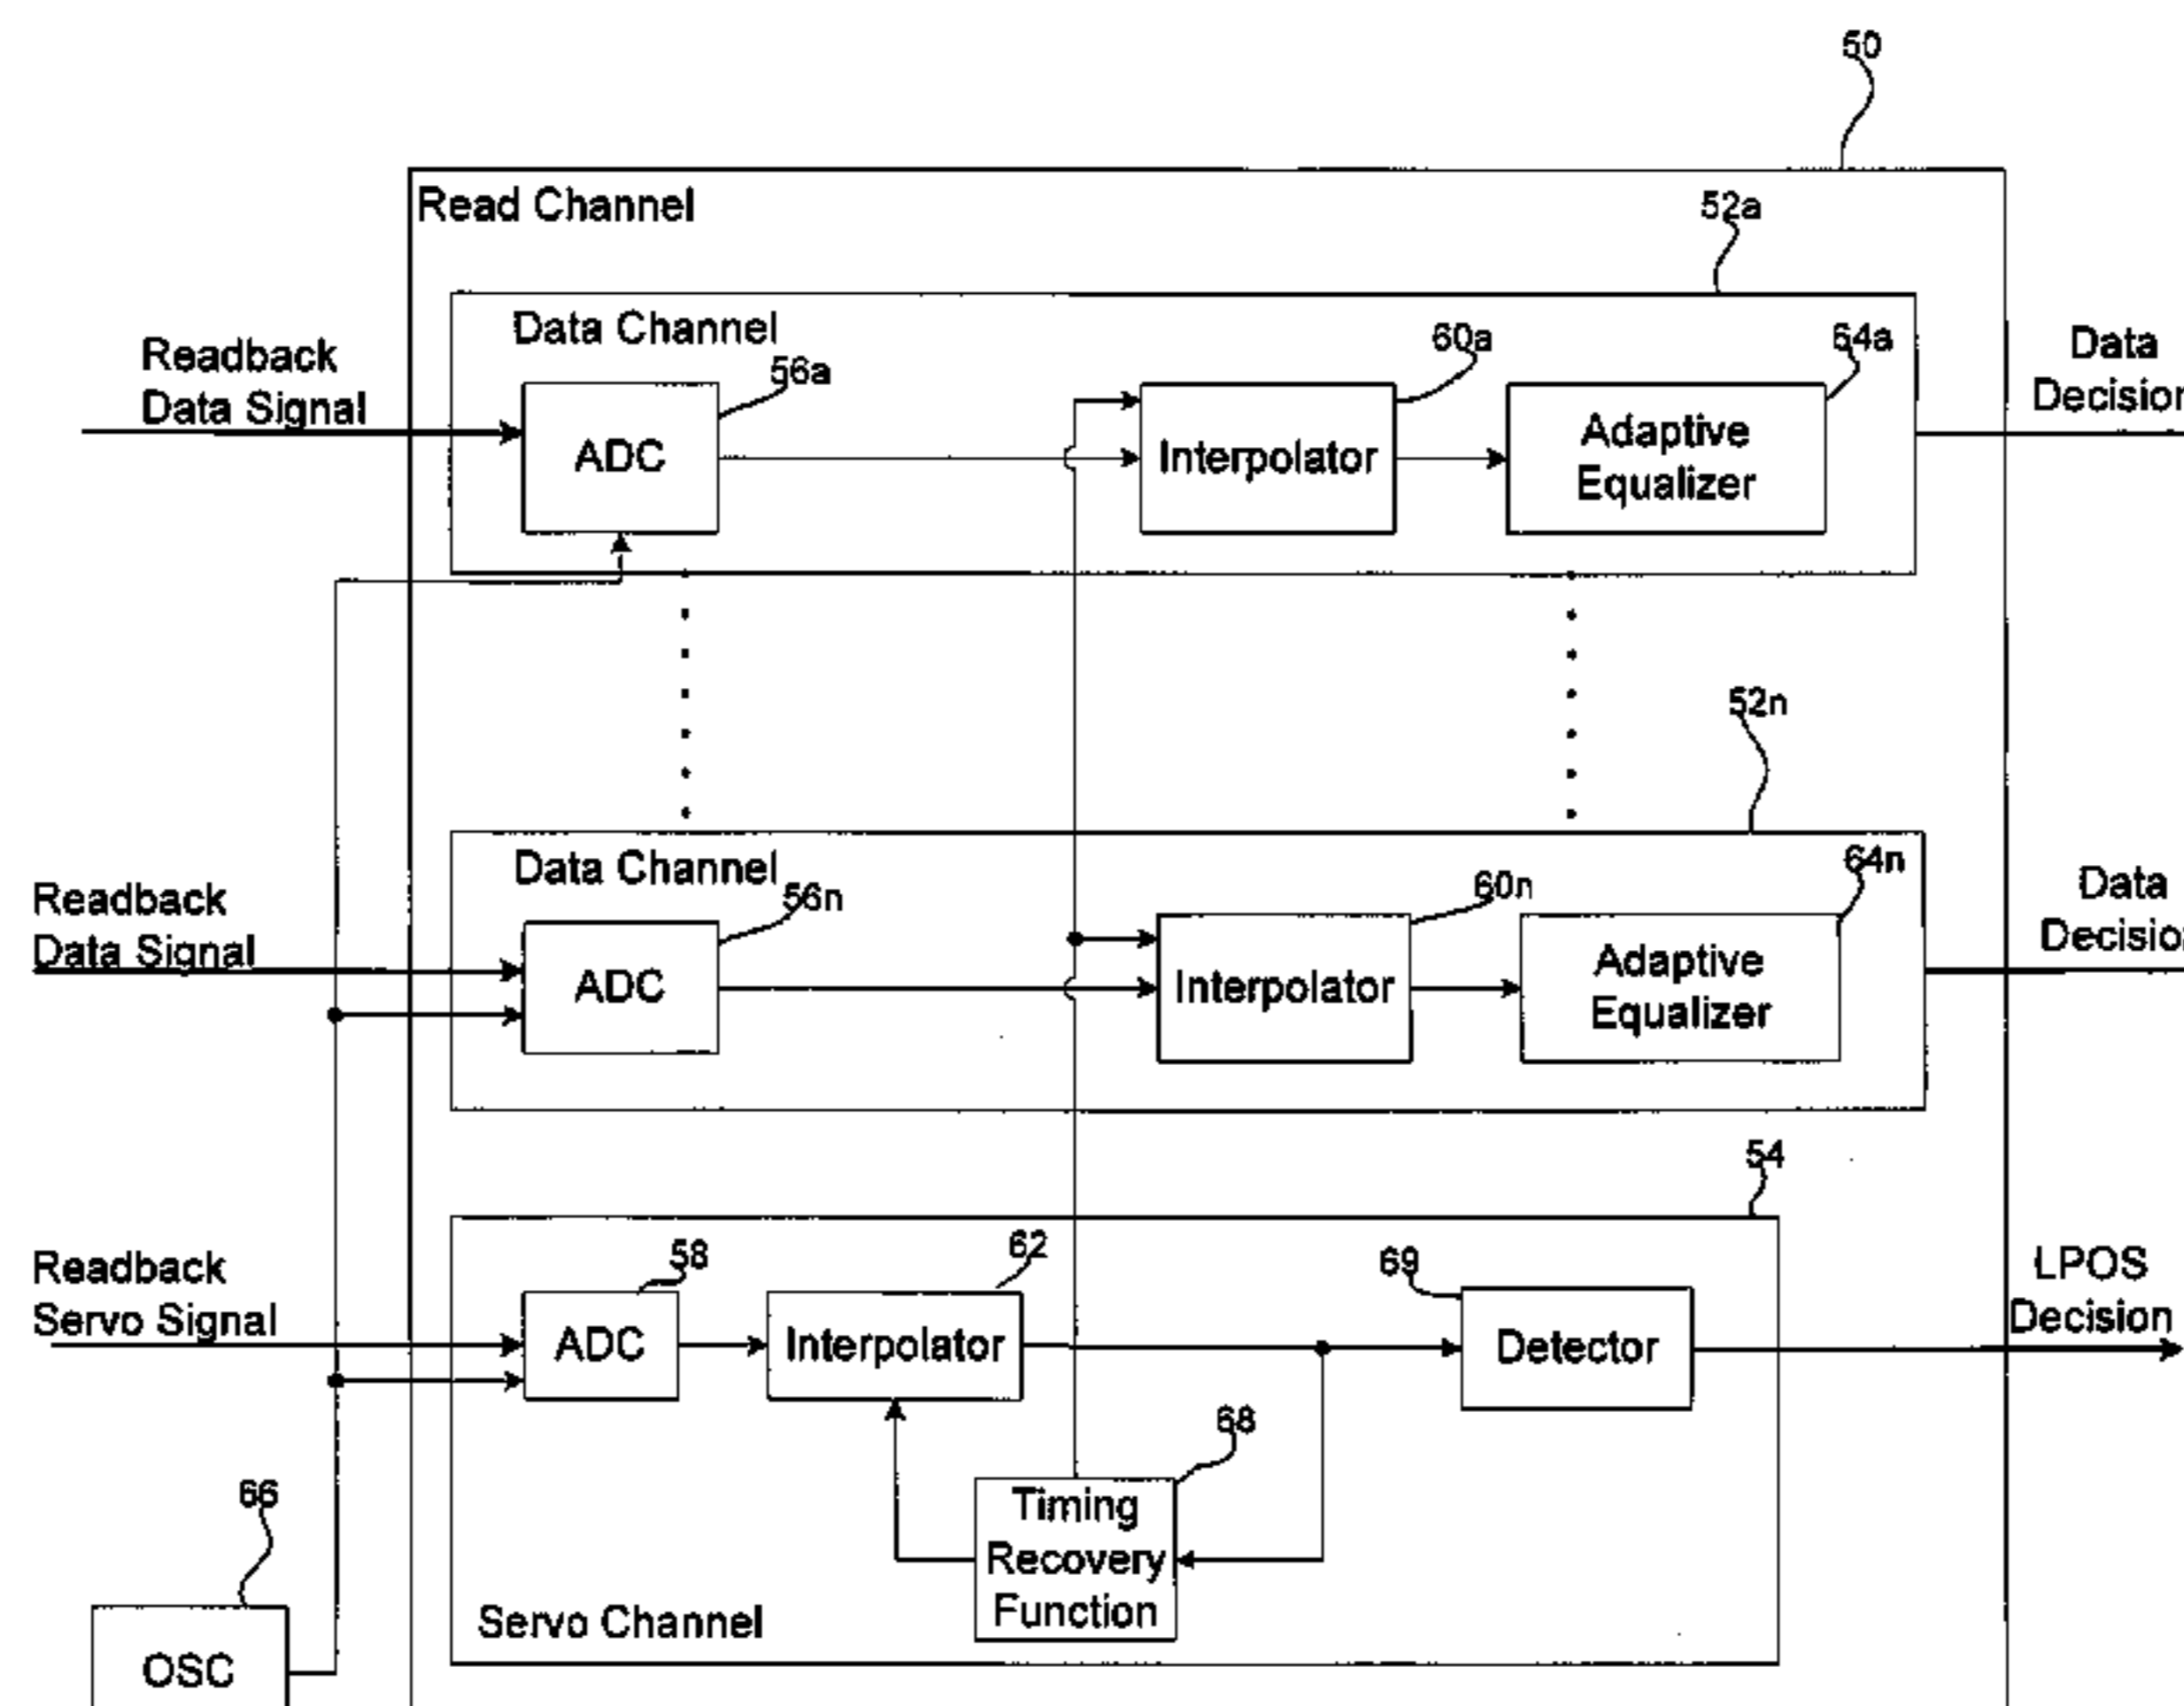 50
Read Channel
52a
Data Channel
Readback
Data Signal
56a
60a
64a
Data
Decision
ADC
Interpolator
Adaptive
Equalizer
52n
Data Channel
Readback
Data Signal
56n
60n
64n
Data
Decision
ADC
Interpolator
Adaptive
Equalizer
54
Readback
Servo Signal
58
62
69
LPOS
Decision
ADC
Interpolator
Detector
68
Timing
Recovery
Function
Servo Channel
66
OSC